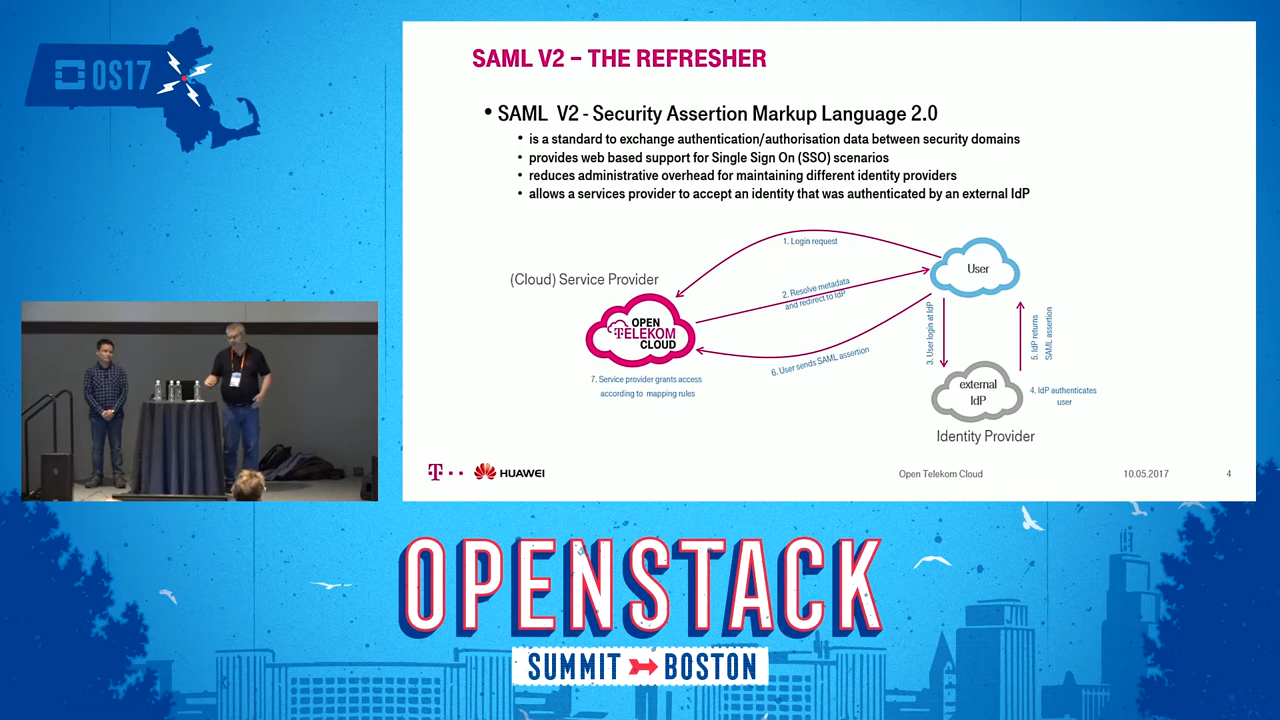 OS17
SAML V2 – THE REFRESHER
• SAML V2 - Security Assertion Markup Language 2.0
• is a standard to exchange authentication/authorisation data between security domains
• provides web based support for Single Sign On (SSO) scenarios
• reduces administrative overhead for maintaining different identity providers
• allows a services provider to accept an identity that was authenticated by an external IdP
1. Login request
(Cloud) Service Provider
User
2. Resolve metadata
and redirect to IdP
OPEN
TELEKOM
CLOUD
3. User login at IdP
5. IdP returns
SAML assertion
6. User sends SAML assertion
7. Service provider grants access
according to mapping rules
external
IdP
4. IdP authenticates
user
Identity Provider
T
HUAWEI
Open Telekom Cloud
10.05.2017
4
OPENSTACK
SUMMIT BOSTON